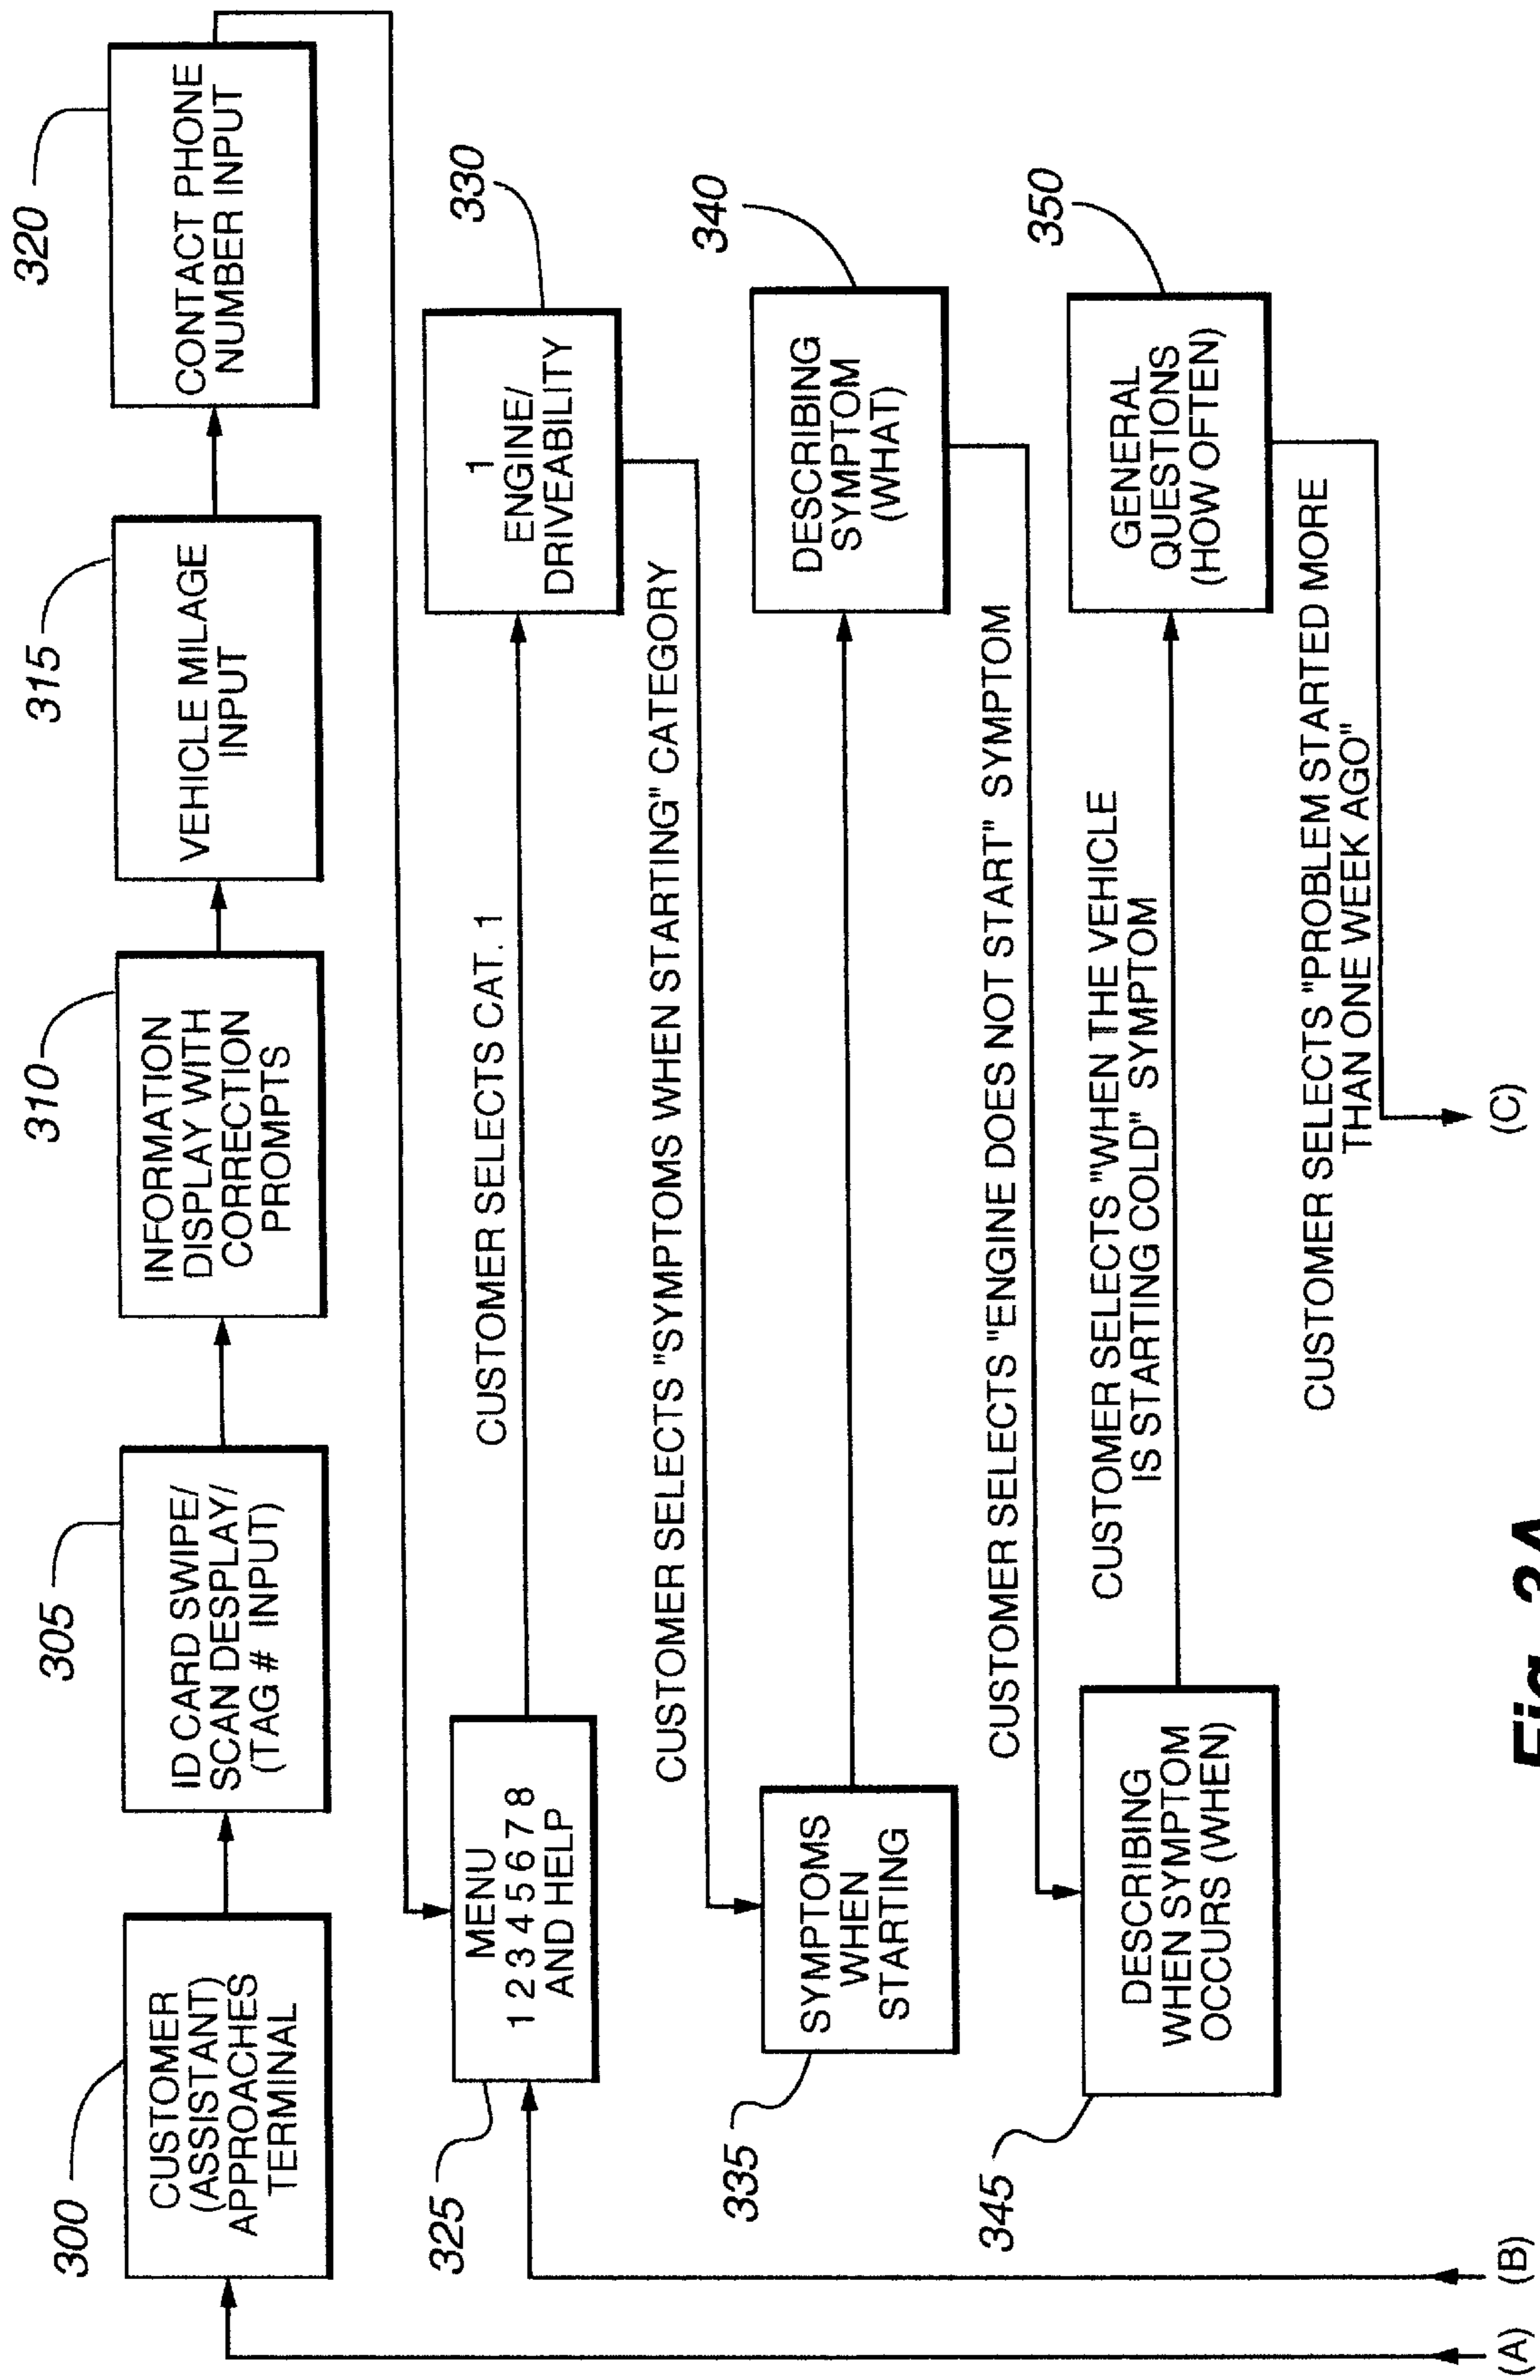 300
CUSTOMER
(ASSISTANT)
APPROACHES
TERMINAL
305
ID CARD SWIPE/
SCAN DISPLAY/
(TAG # INPUT)
310
INFORMATION
DISPLAY WITH
CORRECTION
PROMPTS
315
VEHICLE MILAGE
INPUT
320
CONTACT PHONE
NUMBER INPUT
325
MENU
1 2 3 4 5 6 7 8
AND HELP
CUSTOMER SELECTS CAT. 1
330
1
ENGINE/
DRIVEABILITY
CUSTOMER SELECTS "SYMPTOMS WHEN STARTING" CATEGORY
335
SYMPTOMS
WHEN
STARTING
340
DESCRIBING
SYMPTOM
(WHAT)
CUSTOMER SELECTS "ENGINE DOES NOT START" SYMPTOM
345
DESCRIBING
WHEN SYMPTOM
OCCURS (WHEN)
CUSTOMER SELECTS "WHEN THE VEHICLE
IS STARTING COLD" SYMPTOM
350
GENERAL
QUESTIONS
(HOW OFTEN)
CUSTOMER SELECTS "PROBLEM STARTED MORE
THAN ONE WEEK AGO"
(A)
(B)
(C)
Fig. 3A